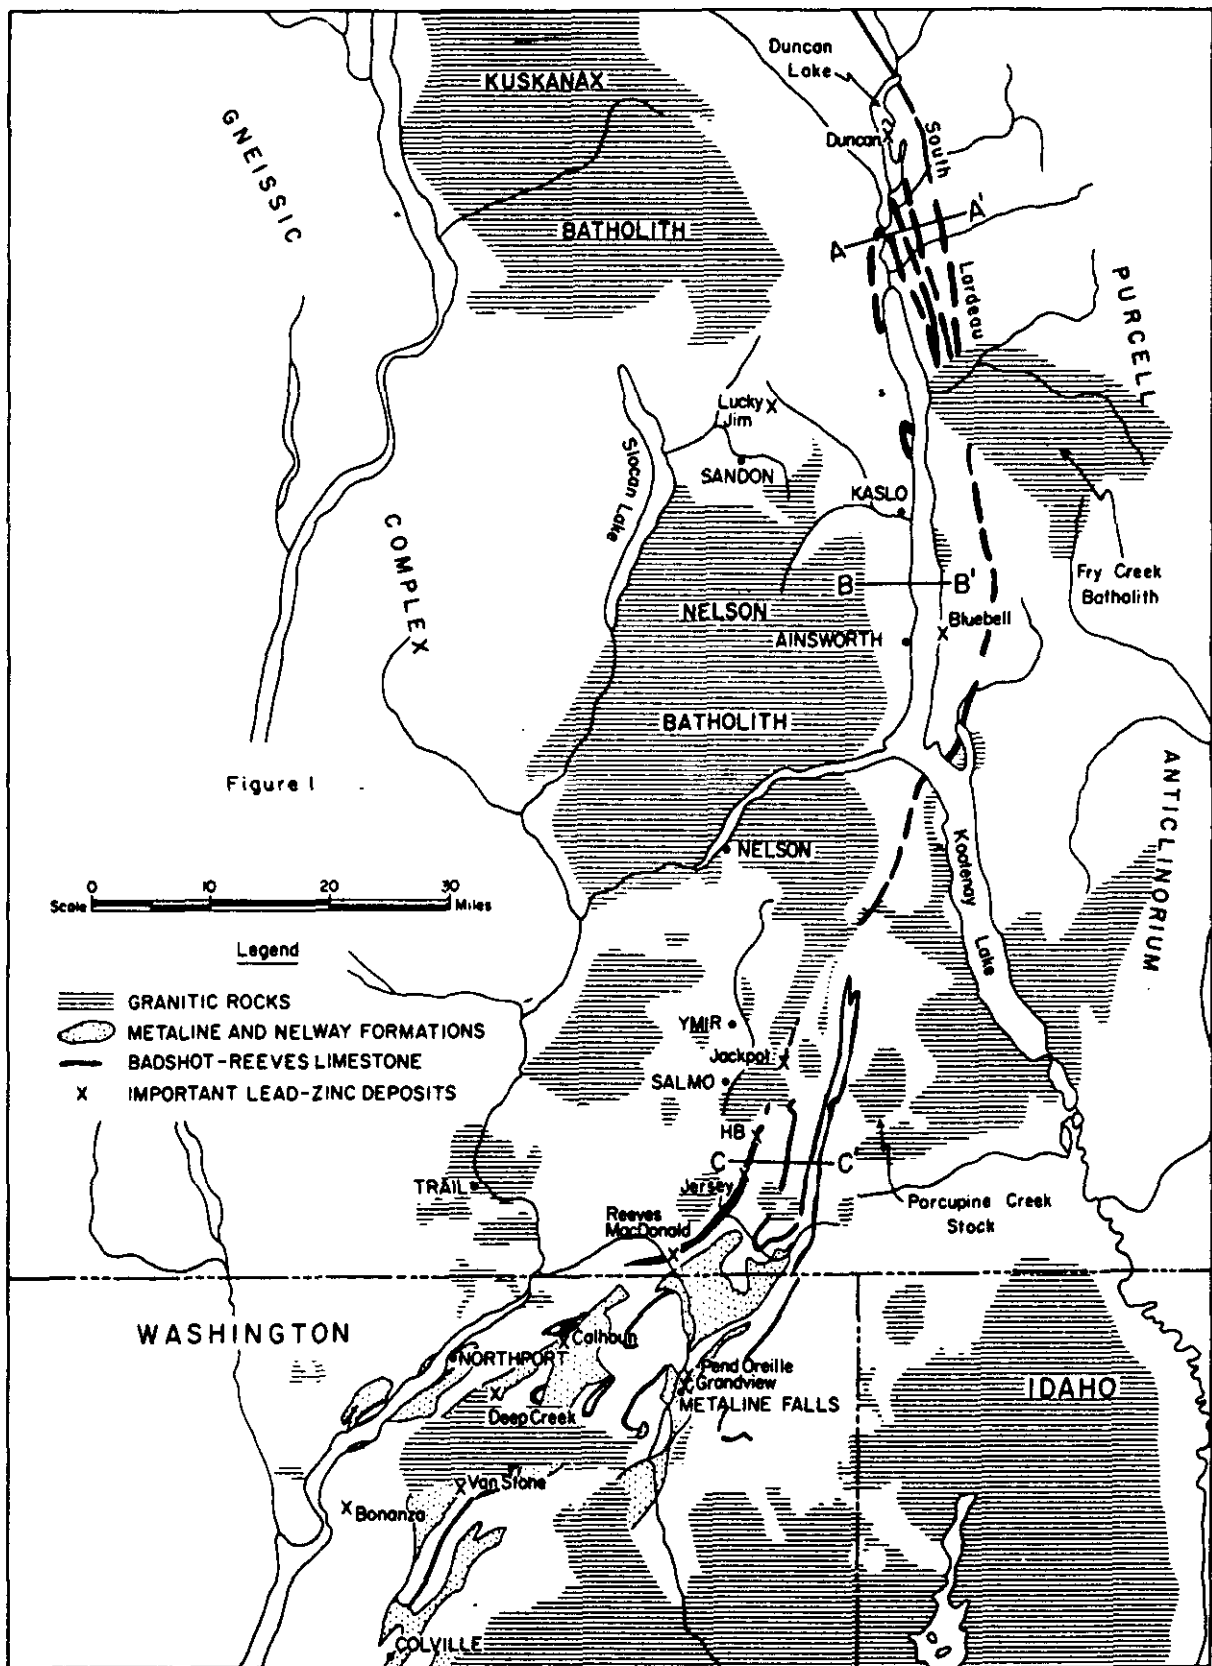 Duncan
Lake
KUSKANAX
GNEISSIC
Duncan
South
BATHOLITH
A
A'
Lardeau
PURCELL
Lucky
Jim
SANDON
Slocan Lake
KASLO
COMPLEX
B
B'
Fry Creek
Batholith
NELSON
Bluebell
AINSWORTH
BATHOLITH
Figure 1
ANTICLINORIUM
NELSON
Kootenay
Lake
0 10 20 30
Scale Miles
Legend
GRANITIC ROCKS
METALINE AND NELWAY FORMATIONS
BADSHOT-REEVES LIMESTONE
X IMPORTANT LEAD-ZINC DEPOSITS
YMIR
Jackpot
SALMO
HB
C
C'
Jersey
TRAIL
Porcupine Creek
Stock
Reeves
MacDonald
WASHINGTON
Calhoun
NORTHPORT
Pend Oreille
Grandview
METALINE FALLS
IDAHO
Deep Creek
Van Stone
Bonanza
COLVILLE